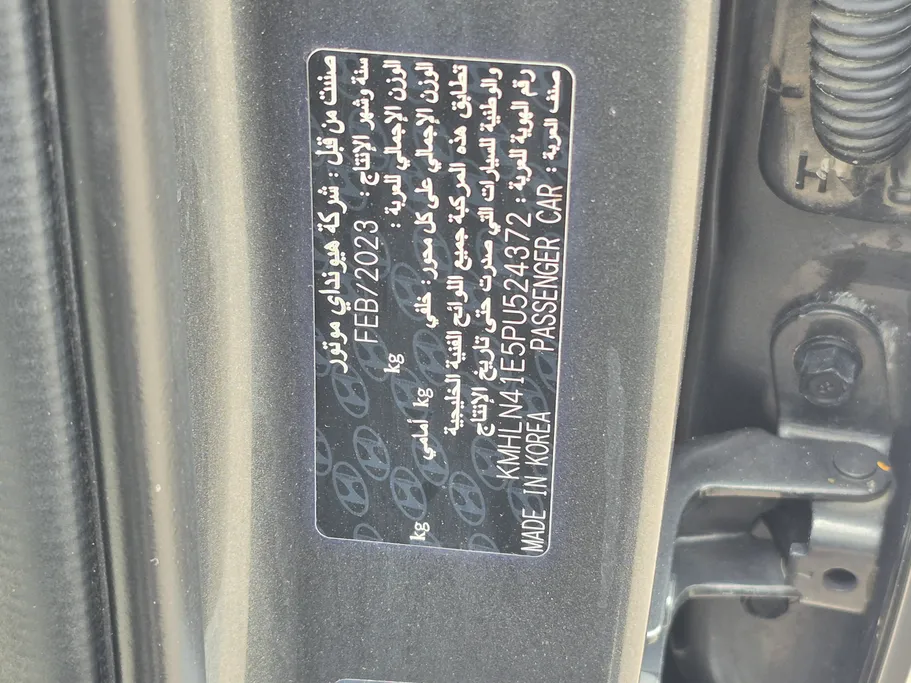 صنعت من قبل : شركة هيونداي موتور
سنة وشهر الإنتاج : FEB/2023
الوزن الإجمالي للعربة : kg
الوزن الإجمالي على كل محور : خلفي kg أمامي kg
تطابق هذه المركبة جميع اللوائح الفنية الخليجية
والوطنية للسيارات التي صدرت حتى تاريخ الإنتاج
رقم الهوية للعربة : KMHLN41E5PU524372
صنف العربة : PASSENGER CAR MADE IN KOREA
H